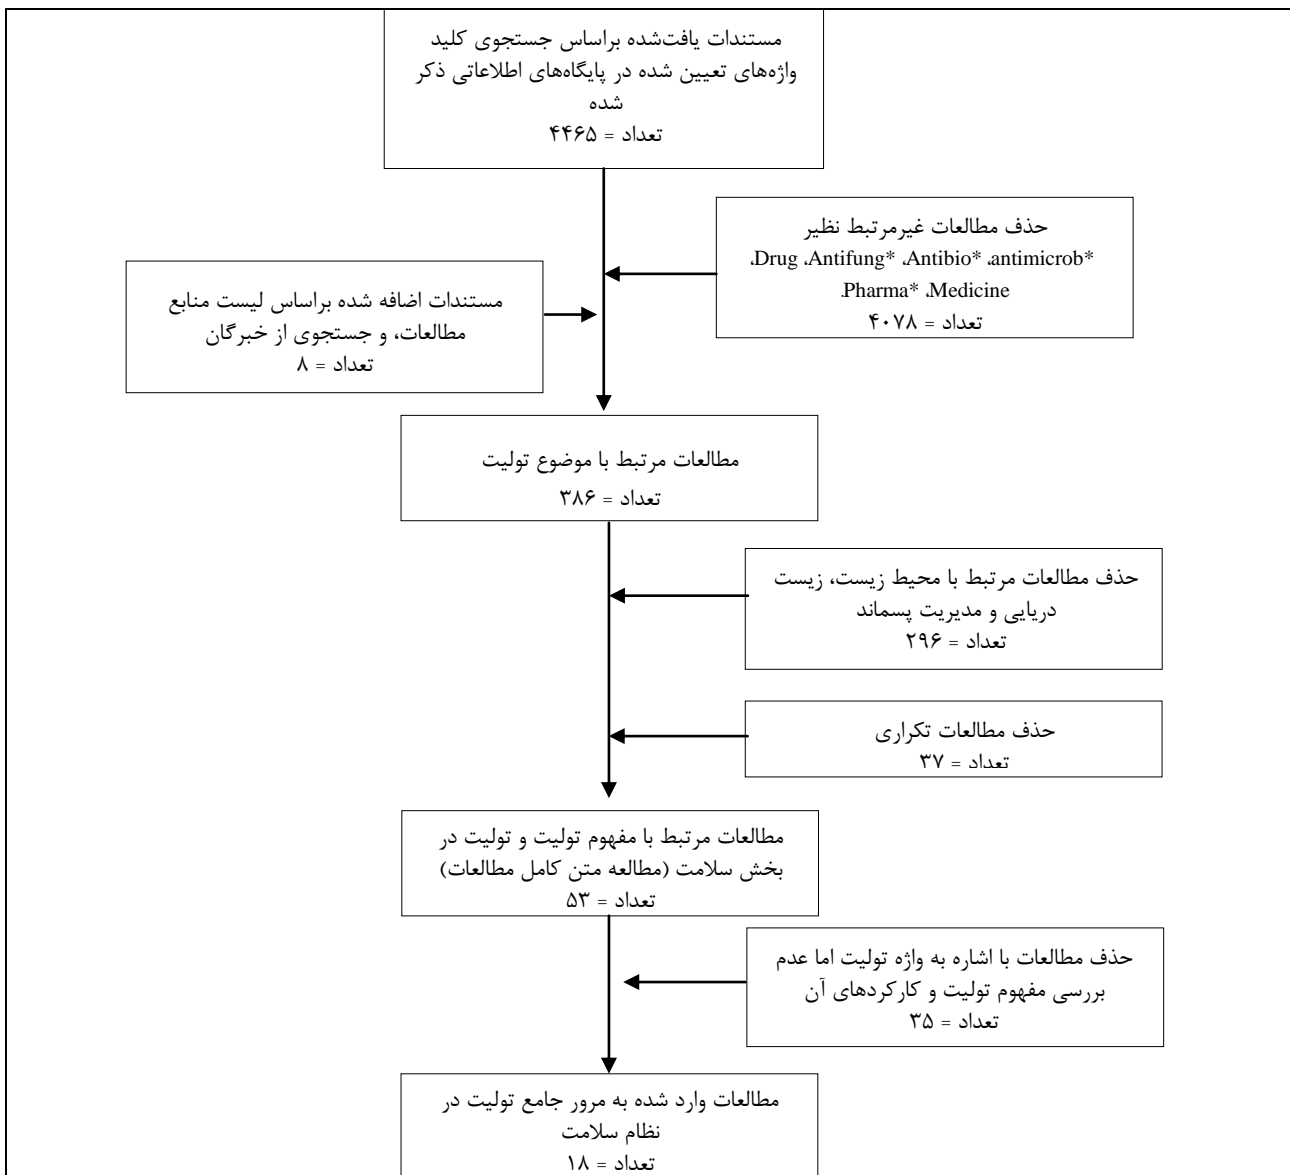 مستندات یافت‌شده براساس جستجوی کلید
واژه‌های تعیین شده در پایگاه‌های اطلاعاتی ذکر
شده
تعداد = ۴۴۶۵
حذف مطالعات غیرمرتبط نظیر
.Drug ،Antifung* ،Antibio* ،antimicrob*
.Pharma* ،Medicine
تعداد = ۴۰۷۸
مستندات اضافه شده براساس لیست منابع
مطالعات، و جستجوی از خبرگان
تعداد = ۸
مطالعات مرتبط با موضوع تولیت
تعداد = ۳۸۶
حذف مطالعات مرتبط با محیط زیست، زیست
دریایی و مدیریت پسماند
تعداد = ۲۹۶
حذف مطالعات تکراری
تعداد = ۳۷
مطالعات مرتبط با مفهوم تولیت و تولیت در
بخش سلامت (مطالعه متن کامل مطالعات)
تعداد = ۵۳
حذف مطالعات با اشاره به واژه تولیت اما عدم
بررسی مفهوم تولیت و کارکردهای آن
تعداد = ۳۵
مطالعات وارد شده به مرور جامع تولیت در
نظام سلامت
تعداد = ۱۸